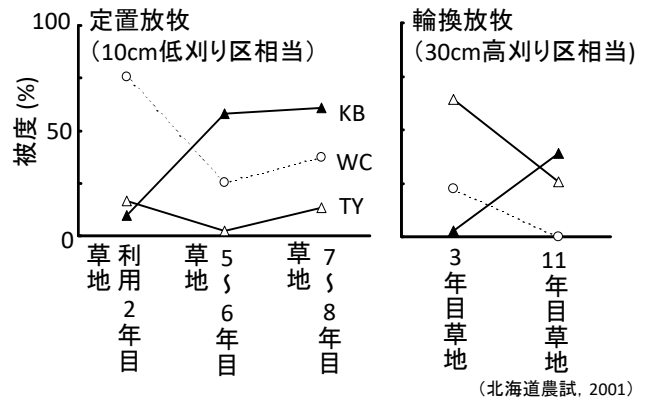 定置放牧
（10cm低刈り区相当）
100
50
0
被度 (%)
KB
WC
TY
利用2年目
草地
5～6年目
草地
7～8年目
草地
輪換放牧
（30cm高刈り区相当)
3年目草地
11年目草地
（北海道農試, 2001）